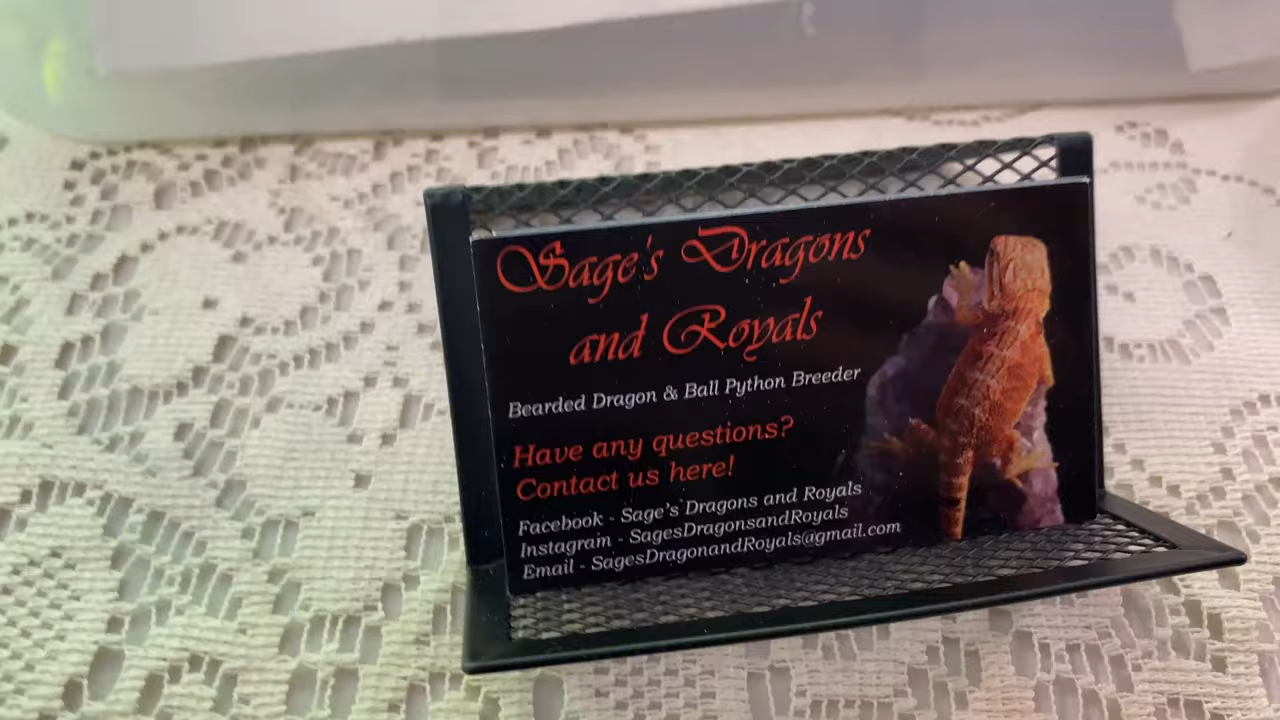 Sage's Dragons
and Royals
Bearded Dragon & Ball Python Breeder
Have any questions?
Contact us here!
Facebook - Sage's Dragons and Royals
Instagram - SagesDragonsandRoyals
Email - SagesDragonandRoyals@gmail.com